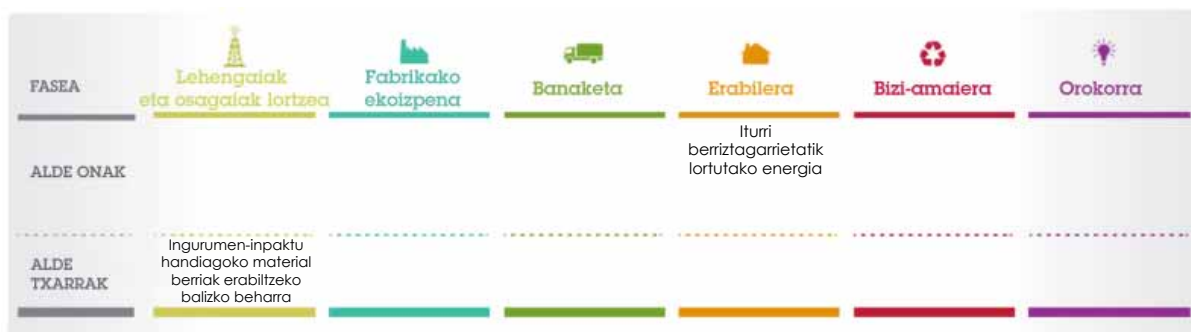 FASEA
Lehengaiak
eta osagaiak lortzea
Fabrikako
ekoizpena
Banaketa
Erabilera
Bizi-amaiera
Orokorra
ALDE ONAK
Iturri
berriztagarrietatik
lortutako energia
ALDE
TXARRAK
Ingurumen-inpaktu
handiagoko material
berriak erabiltzeko
balizko beharra